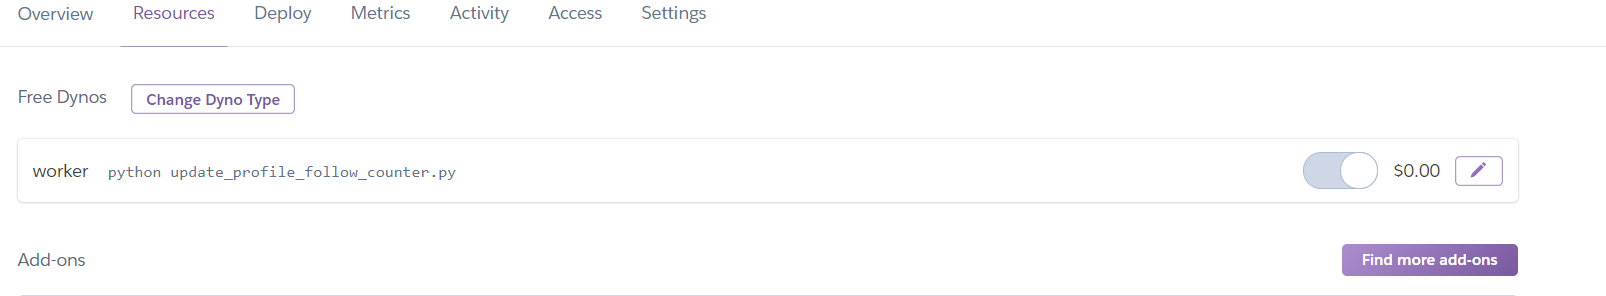 Overview Resources Deploy Metrics Activity Access Settings
Free Dynos Change Dyno Type
worker python update_profile_follow_counter.py $0.00
Add-ons Find more add-ons